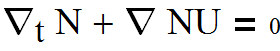 ∇t N + ∇ NU = 0